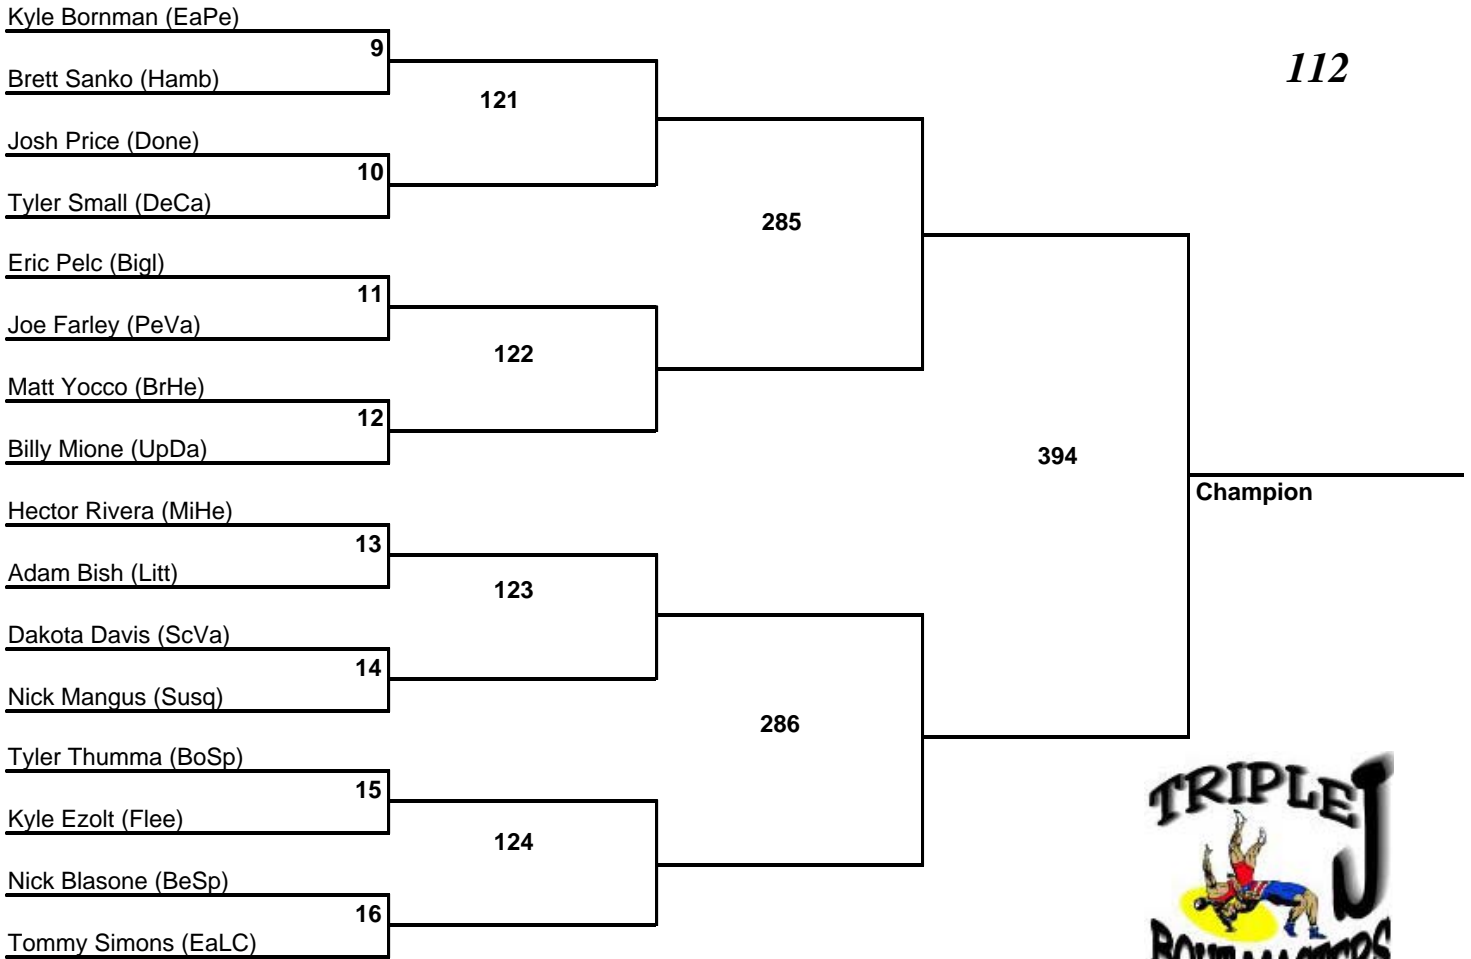 Kyle Bornman (EaPe)
9
Brett Sanko (Hamb)
112
121
Josh Price (Done)
10
Tyler Small (DeCa)
285
Eric Pelc (Bigl)
11
Joe Farley (PeVa)
122
Matt Yocco (BrHe)
12
Billy Mione (UpDa)
394
Champion
Hector Rivera (MiHe)
13
Adam Bish (Litt)
123
Dakota Davis (ScVa)
14
Nick Mangus (Susq)
286
Tyler Thumma (BoSp)
15
Kyle Ezolt (Flee)
124
Nick Blasone (BeSp)
16
Tommy Simons (EaLC)
TRIPLE J
BOUT MASTERS